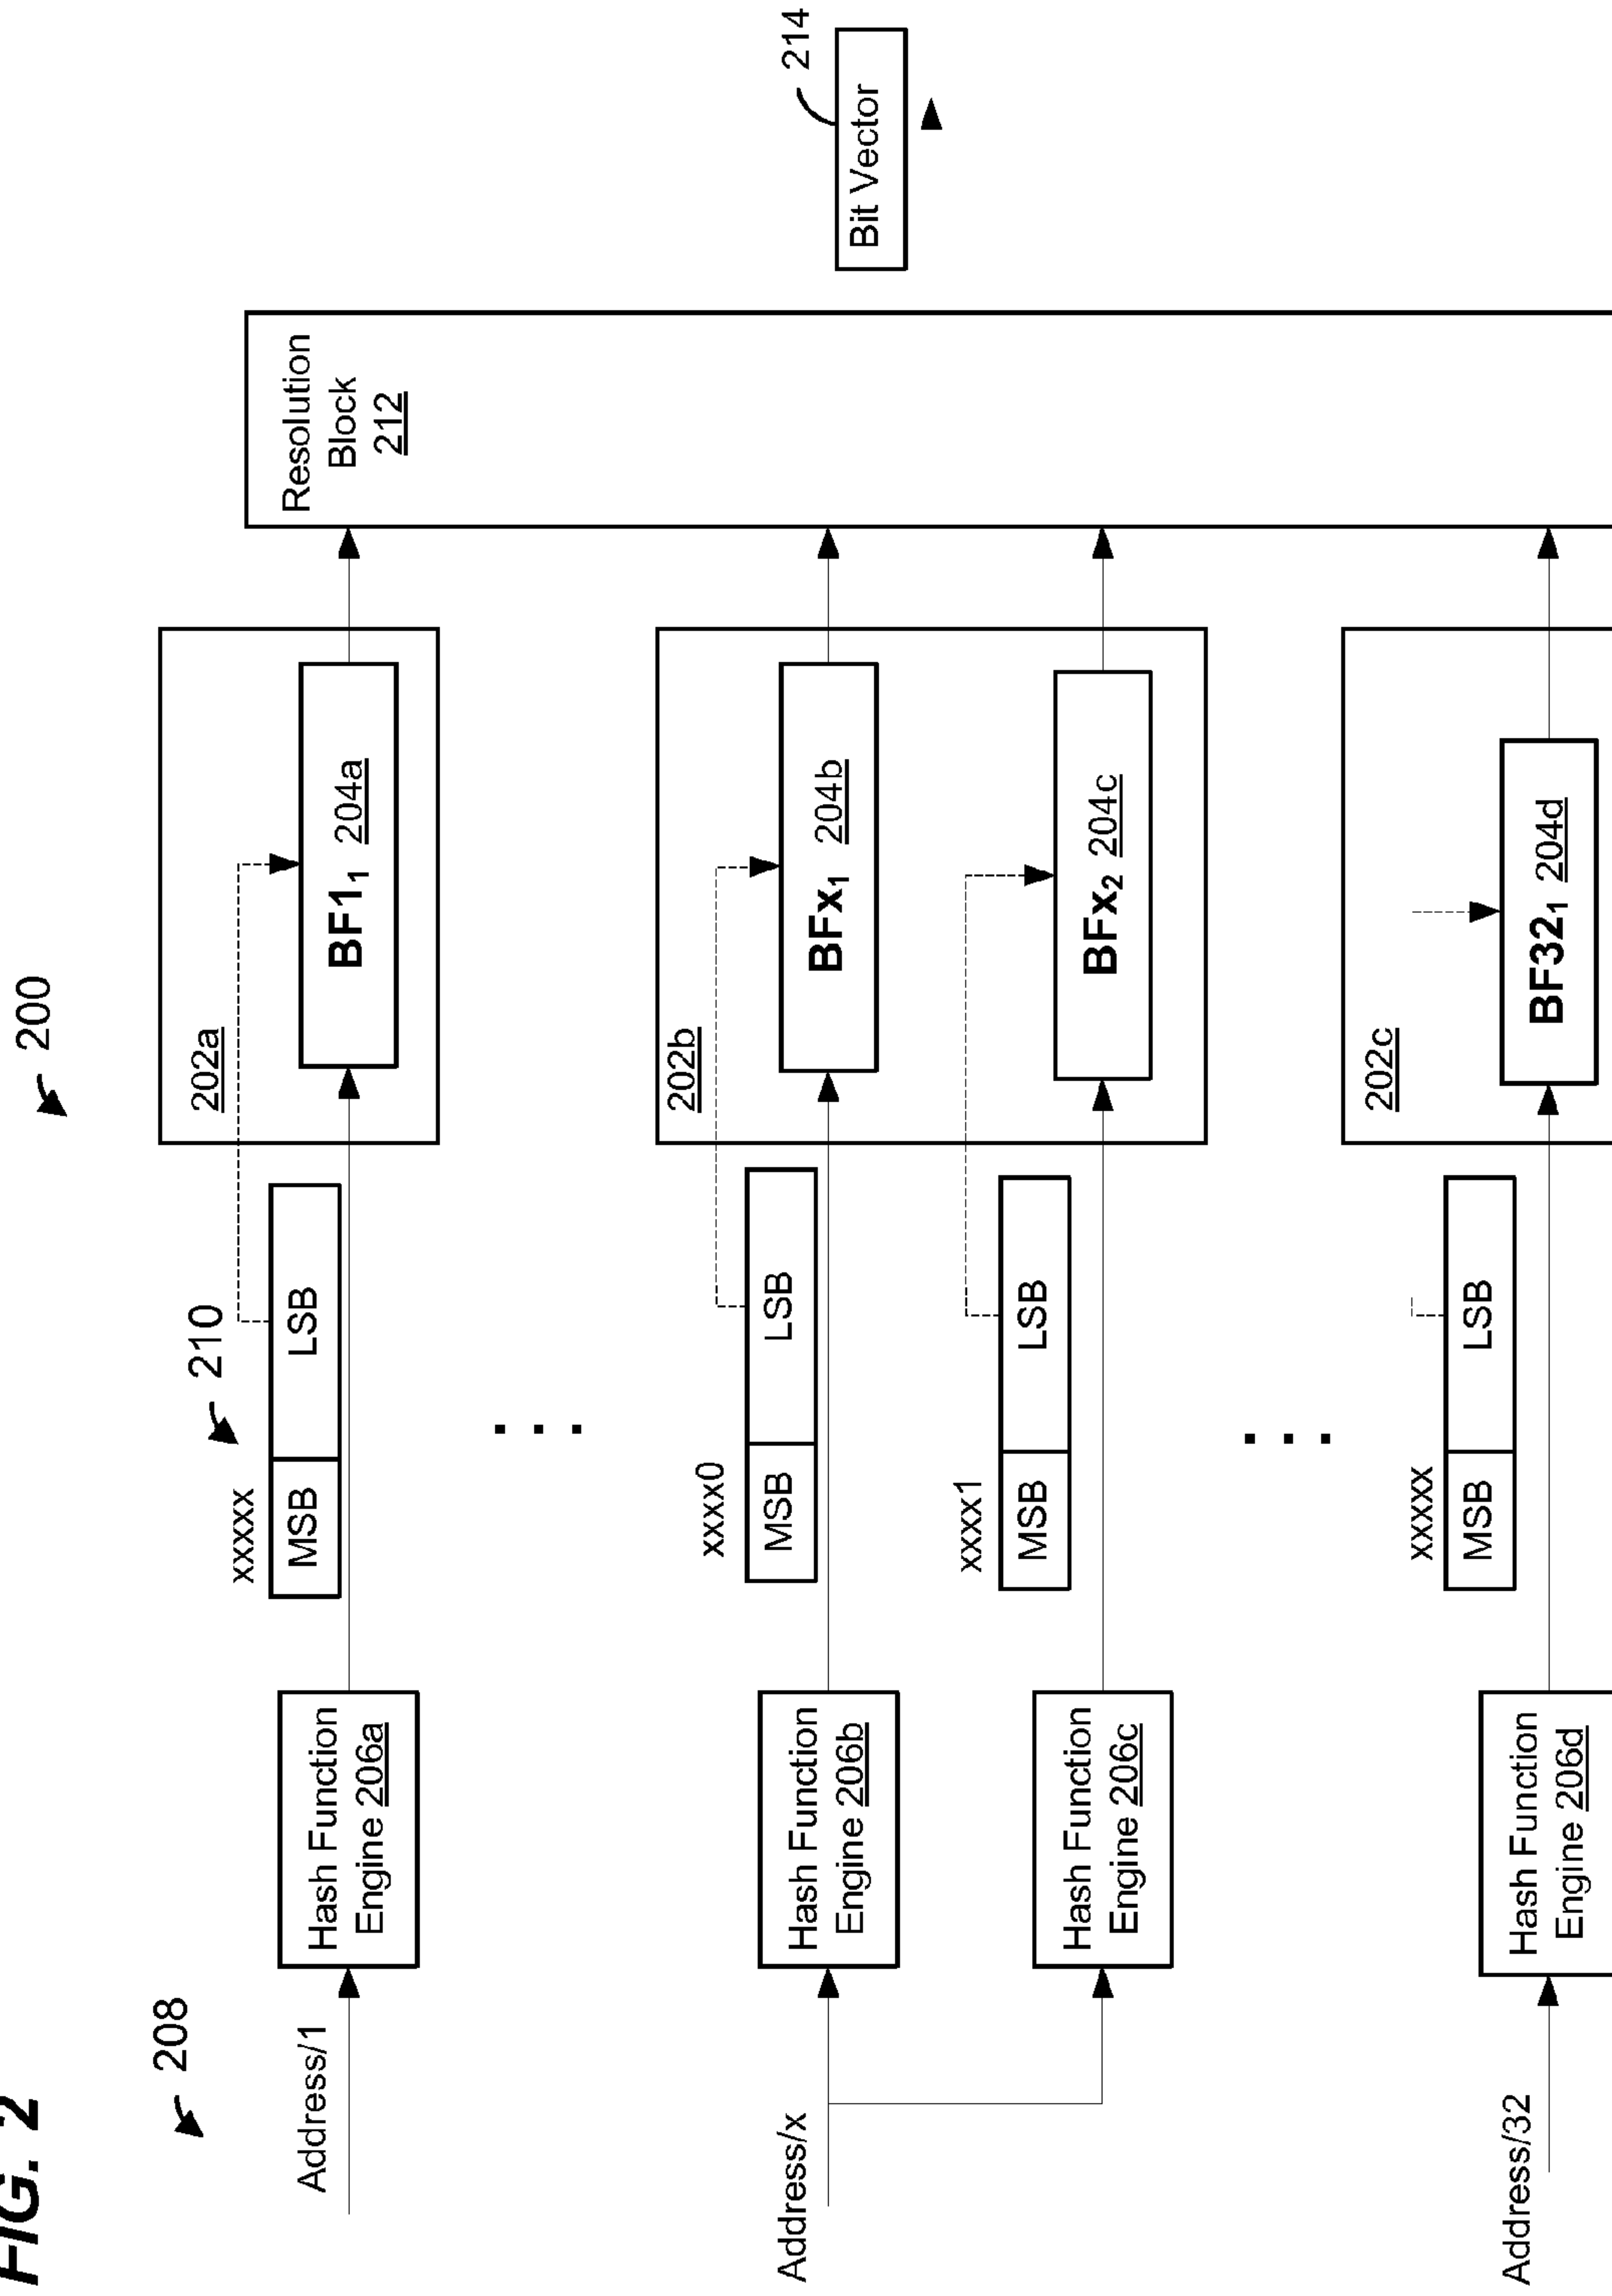 FIG. 2
200
208
210
Address/1
Hash Function
Engine 206a
xxxxx
MSB
LSB
202a
BF1₁ 204a
Resolution
Block
212
214
Bit Vector
. . .
Address/x
Hash Function
Engine 206b
xxxx0
MSB
LSB
202b
BFx₁ 204b
Hash Function
Engine 206c
xxxx1
MSB
LSB
BFx₂ 204c
. . .
Address/32
Hash Function
Engine 206d
xxxxx
MSB
LSB
202c
BF32₁ 204d